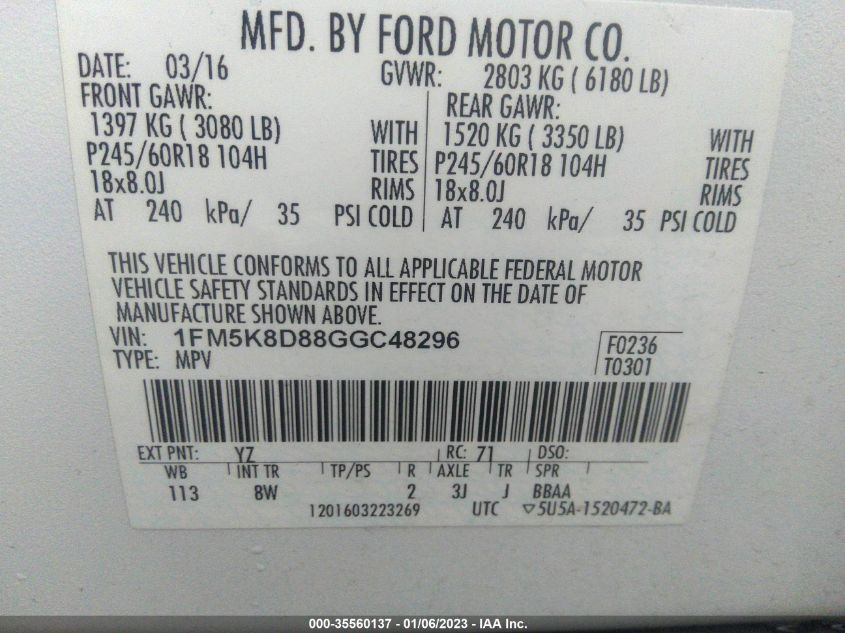 MFD. BY FORD MOTOR CO.
DATE: 03/16 GVWR: 2803 KG ( 6180 LB)
FRONT GAWR: REAR GAWR:
1397 KG ( 3080 LB) WITH 1520 KG ( 3350 LB) WITH
P245/60R18 104H TIRES P245/60R18 104H TIRES
18x8.0J RIMS 18x8.0J RIMS
AT 240 kPa/ 35 PSI COLD AT 240 kPa/ 35 PSI COLD
THIS VEHICLE CONFORMS TO ALL APPLICABLE FEDERAL MOTOR
VEHICLE SAFETY STANDARDS IN EFFECT ON THE DATE OF
MANUFACTURE SHOWN ABOVE.
VIN: 1FM5K8D88GGC48296 F0236
TYPE: MPV T0301
EXT PNT: YZ RC: 71 DSO:
WB INT TR TP/PS R AXLE TR SPR
113 8W 2 3J J BBAA
1201603223269 UTC ▽5U5A-1520472-BA
000-35560137 - 01/06/2023 - IAA Inc.